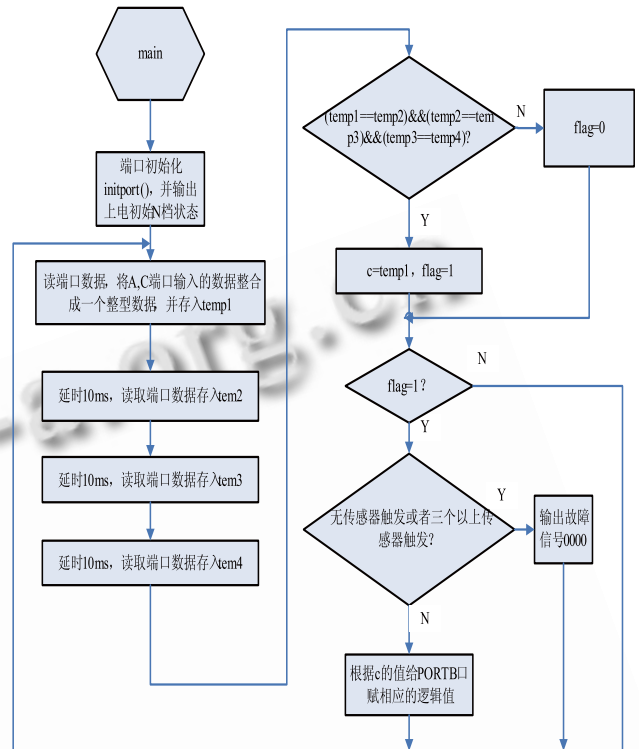 main
端口初始化
initport()，并输出
上电初始N档状态
读端口数据，将A,C端口输入的数据整合
成一个整型数据，并存入temp1
延时10ms，读取端口数据存入tem2
延时10ms，读取端口数据存入tem3
延时10ms，读取端口数据存入tem4
(temp1==temp2)&&(temp2==tem
p3)&&(temp3==temp4)?
N
flag=0
Y
c=temp1，flag=1
flag=1？
N
Y
无传感器触发或者三个以上传
感器触发？
Y
输出故障
信号0000
N
根据c的值给PORTB口
赋相应的逻辑值